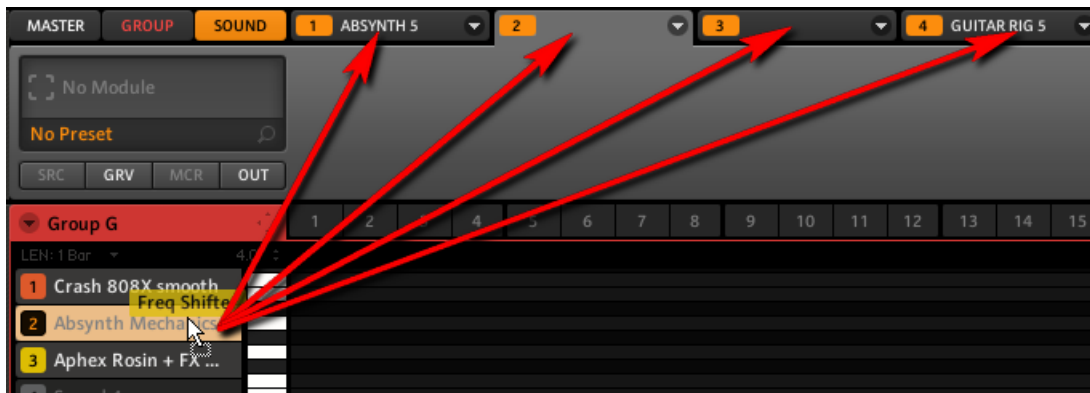 MASTER GROUP SOUND 1 ABSYNTH 5 2 3 4 GUITAR RIG 5
No Module
No Preset
SRC GRV MCR OUT
Group G 1 2 3 4 5 6 7 8 9 10 11 12 13 14 15
LEN: 1 Bar 4.0
1 Crash 808X smooth
Freq Shifte
2 Absynth Mechanics
3 Aphex Rosin + FX ...